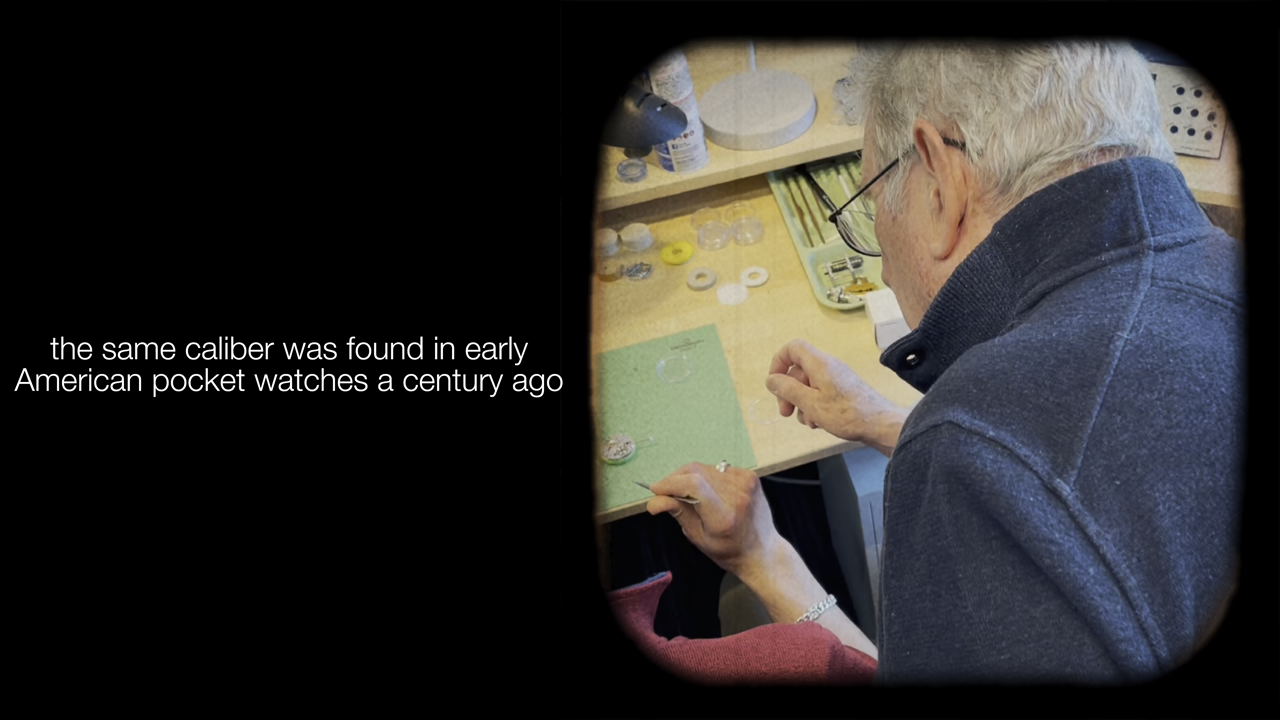 the same caliber was found in early
American pocket watches a century ago